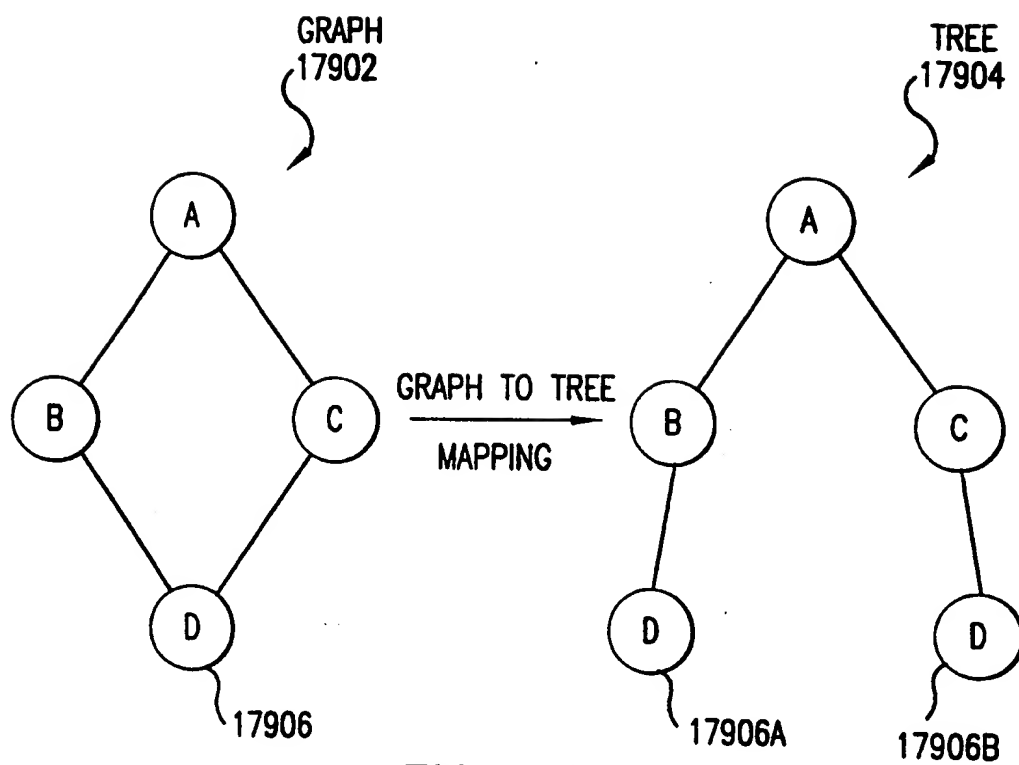 GRAPH
17902
TREE
17904
A
A
B
C
GRAPH TO TREE
MAPPING
B
C
D
D
D
17906
17906A
17906B